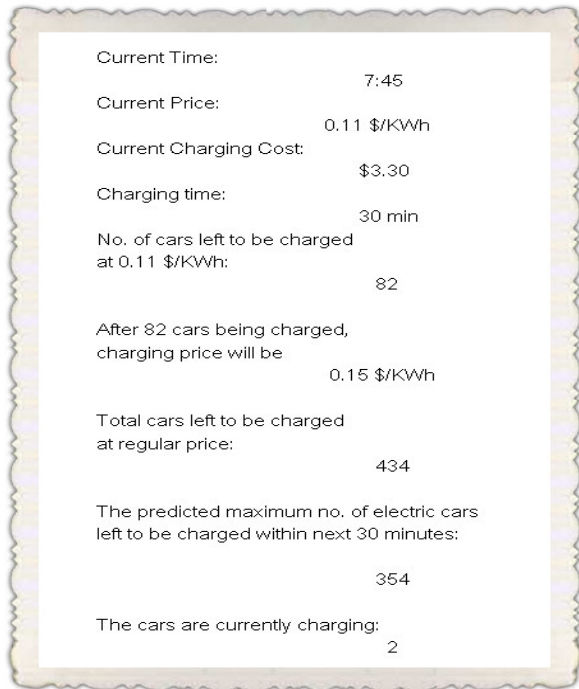 Current Time:
7:45
Current Price:
0.11 $/KWh
Current Charging Cost:
$3.30
Charging time:
30 min
No. of cars left to be charged
at 0.11 $/KWh:
82
After 82 cars being charged,
charging price will be
0.15 $/KWh
Total cars left to be charged
at regular price:
434
The predicted maximum no. of electric cars
left to be charged within next 30 minutes:
354
The cars are currently charging:
2